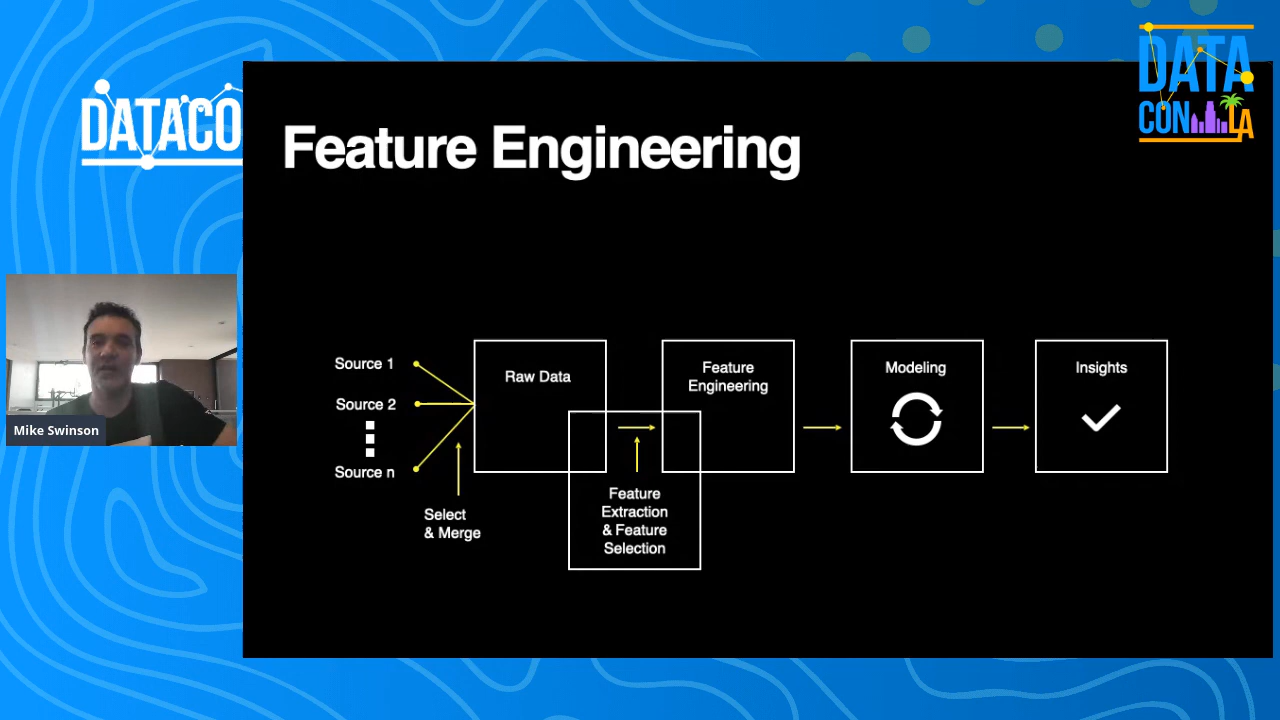 DATACO
DATA
CON LA
Feature Engineering
Source 1
Source 2
Source n
Select
& Merge
Raw Data
Feature
Extraction
& Feature
Selection
Feature
Engineering
Modeling
Insights
Mike Swinson